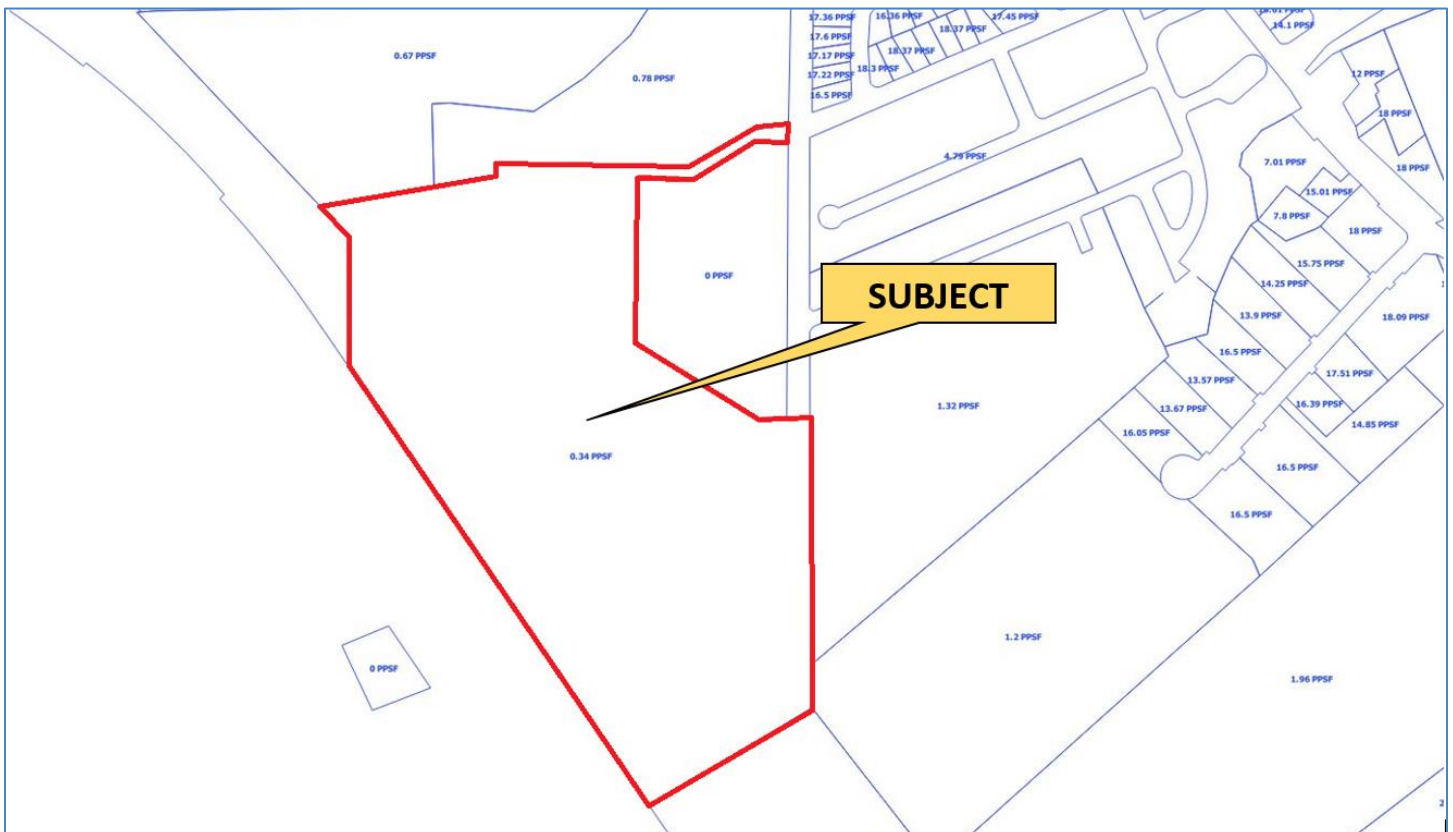 17.36 PPSF
16.36 PPSF
17.45 PPSF
14.1 PPSF
17.6 PPSF
18.37 PPSF
18.37 PPSF
17.17 PPSF
18.3 PPSF
17.22 PPSF
16.5 PPSF
0.67 PPSF
0.78 PPSF
12 PPSF
18 PPSF
4.79 PPSF
7.01 PPSF
18 PPSF
15.01 PPSF
7.8 PPSF
18 PPSF
0 PPSF
15.75 PPSF
14.25 PPSF
SUBJECT
13.9 PPSF
18.09 PPSF
16.5 PPSF
17.51 PPSF
13.57 PPSF
1.32 PPSF
13.67 PPSF
16.39 PPSF
14.85 PPSF
16.05 PPSF
0.34 PPSF
16.5 PPSF
16.5 PPSF
1.2 PPSF
0 PPSF
1.96 PPSF